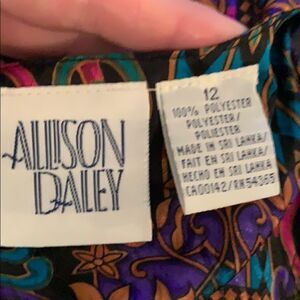 ALLISON
DALEY
12
100% POLYESTER
POLYESTER/
POLIESTER
MADE IN SRI LANKA/
FAIT EN SRI LANKA
HECHO EN SRI LANKA
CA00142/RN54365